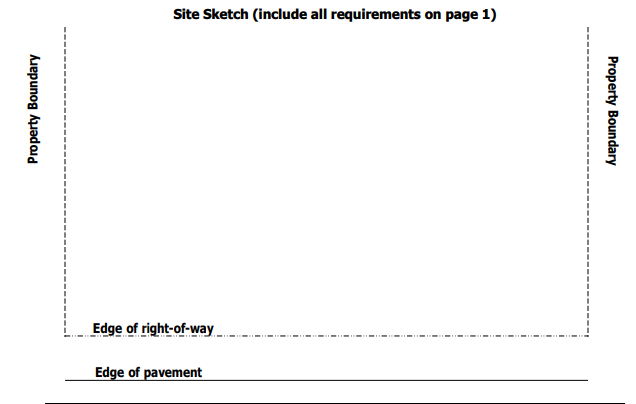 Site Sketch (include all requirements on page 1)
Property Boundary
Property Boundary
Edge of right-of-way
Edge of pavement